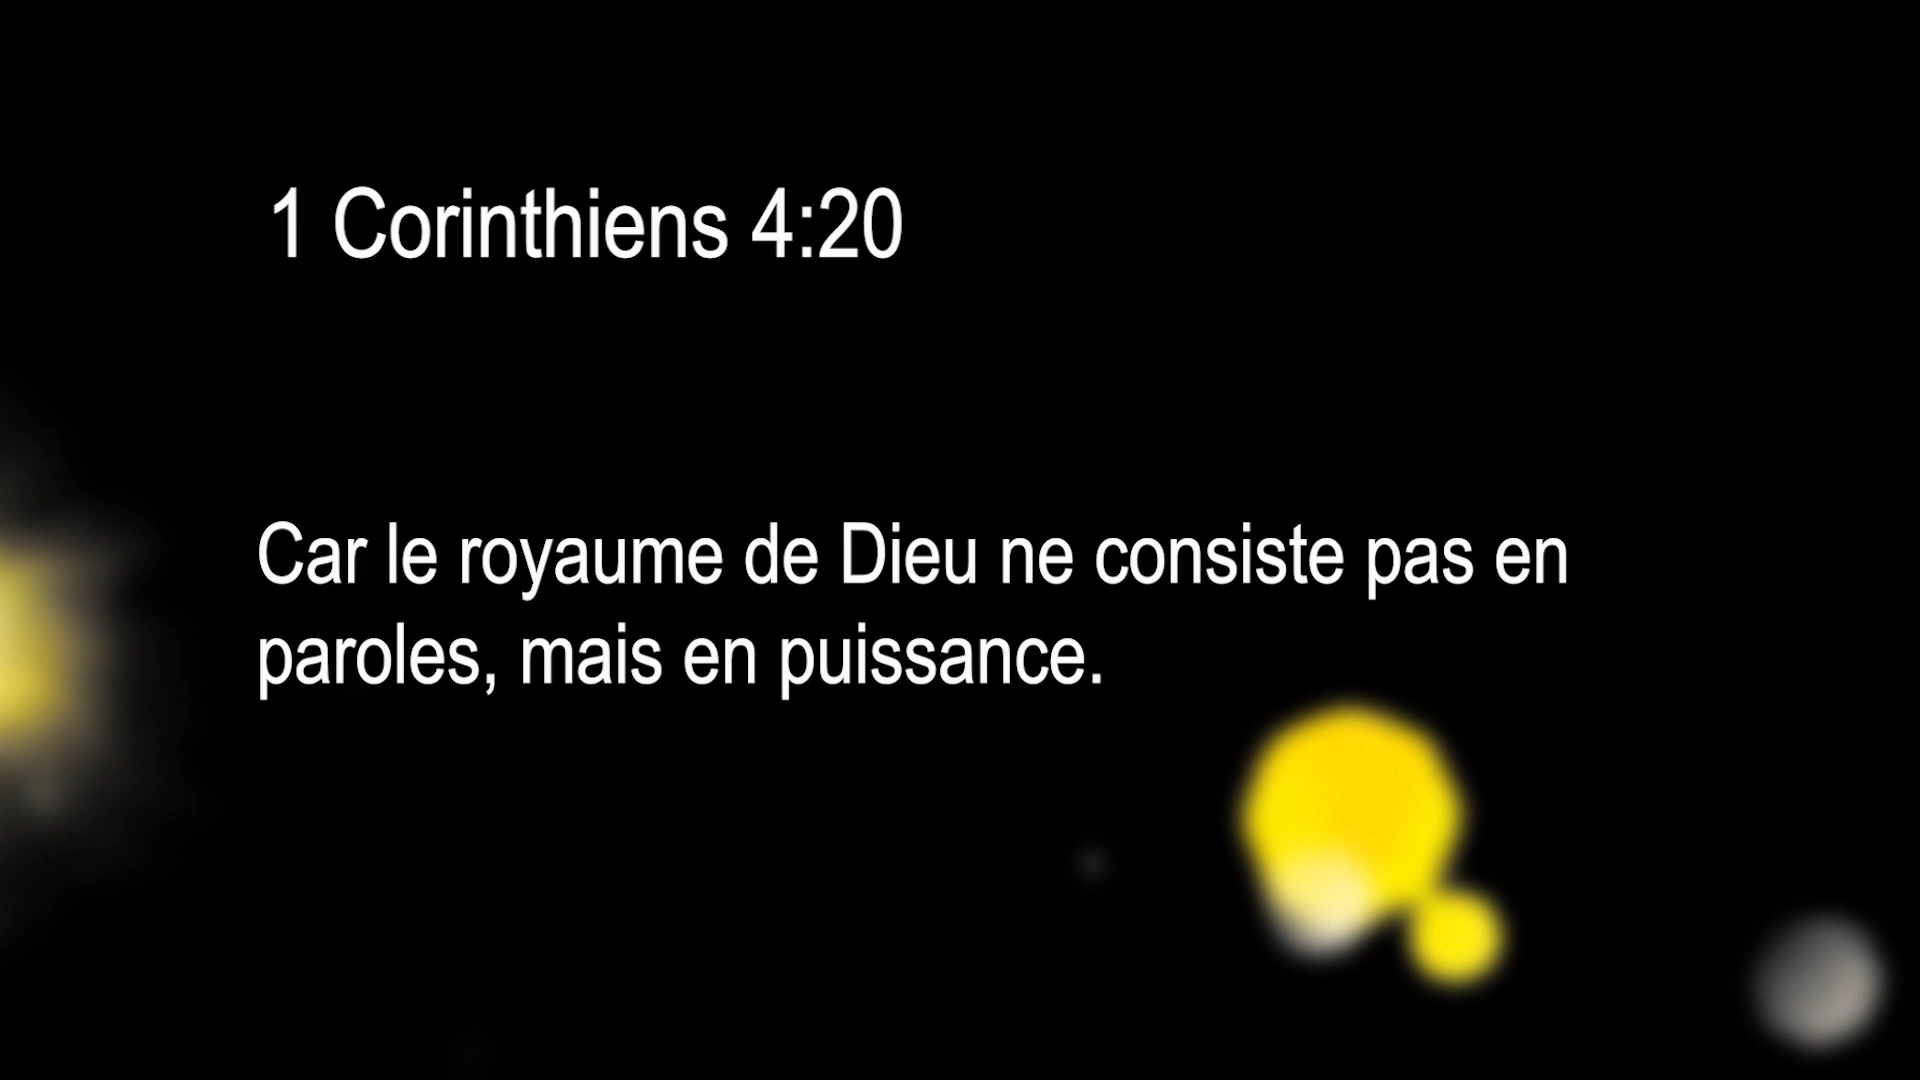 1 Corinthiens 4:20
Car le royaume de Dieu ne consiste pas en
paroles, mais en puissance.